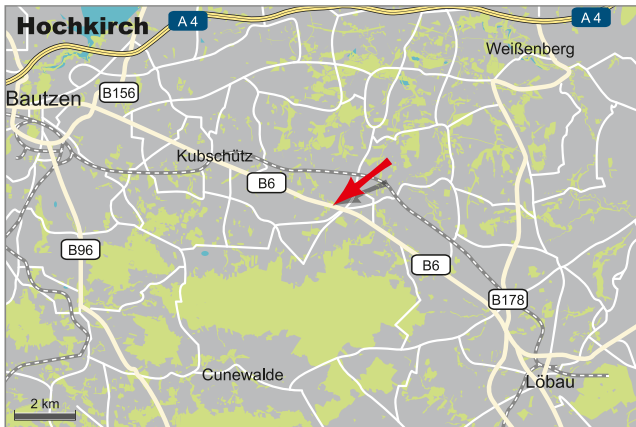 Hochkirch
A 4
A 4
Weißenberg
Bautzen
B156
Kubschütz
B6
B96
B6
B178
Cunewalde
Löbau
2 km